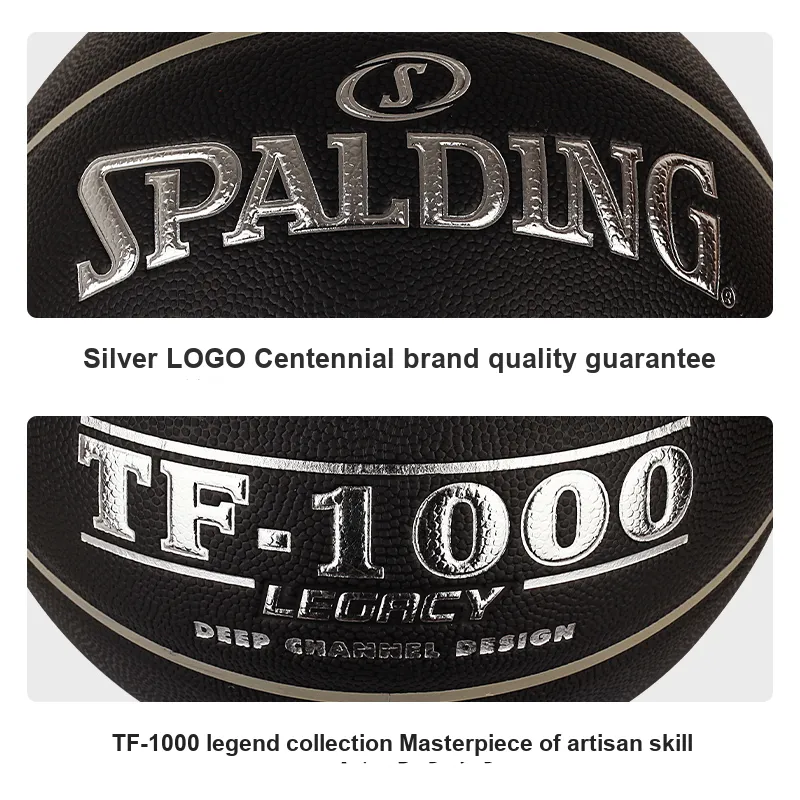 S
SPALDING®
Silver LOGO Centennial brand quality guarantee
TF-1000
LEGACY
DEEP CHANNEL DESIGN
TF-1000 legend collection Masterpiece of artisan skill